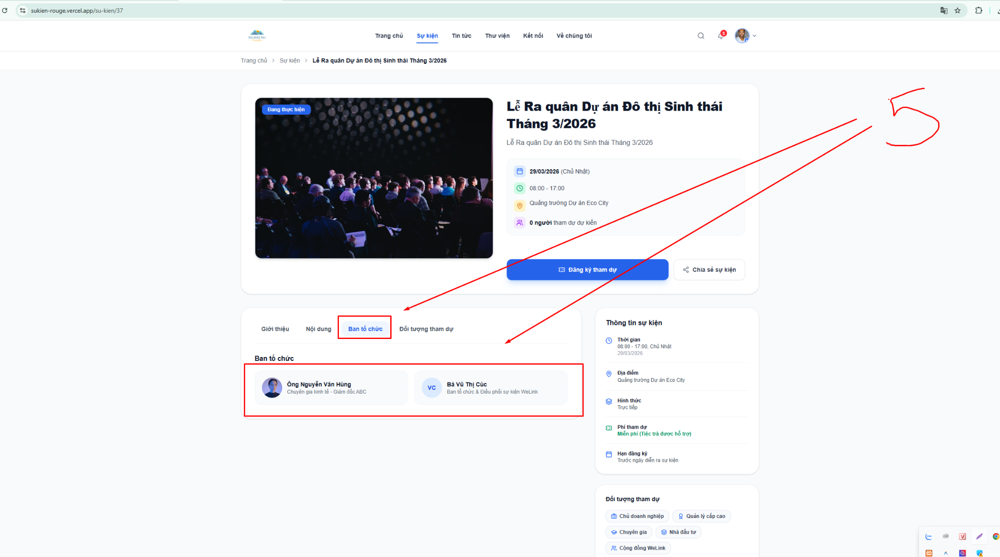 sukien-rouge.vercel.app/su-kien/37
NGHIENG
Trang chủ
Sự kiện
Tin tức
Thư viện
Kết nối
Về chúng tôi
3
Trang chủ > Sự kiện > Lễ Ra quân Dự án Đô thị Sinh thái Tháng 3/2026
Đang thực hiện
Lễ Ra quân Dự án Đô thị Sinh thái
Tháng 3/2026
Lễ Ra quân Dự án Đô thị Sinh thái Tháng 3/2026
29/03/2026 (Chủ Nhật)
08:00 - 17:00
Quảng trường Dự án Eco City
0 người tham dự dự kiến
Đăng ký tham dự
Chia sẻ sự kiện
5
Giới thiệu
Nội dung
Ban tổ chức
Đối tượng tham dự
Ban tổ chức
Ông Nguyễn Văn Hùng
Chuyên gia kinh tế - Giám đốc ABC
VC
Bà Vũ Thị Cúc
Ban tổ chức & Điều phối sự kiện WeLink
Thông tin sự kiện
Thời gian
08:00 - 17:00, Chủ Nhật
29/03/2026
Địa điểm
Quảng trường Dự án Eco City
Hình thức
Trực tiếp
Phí tham dự
Miễn phí (Tiệc trà được hỗ trợ)
Hạn đăng ký
Trước ngày diễn ra sự kiện
Đối tượng tham dự
Chủ doanh nghiệp
Quản lý cấp cao
Chuyên gia
Nhà đầu tư
Cộng đồng WeLink